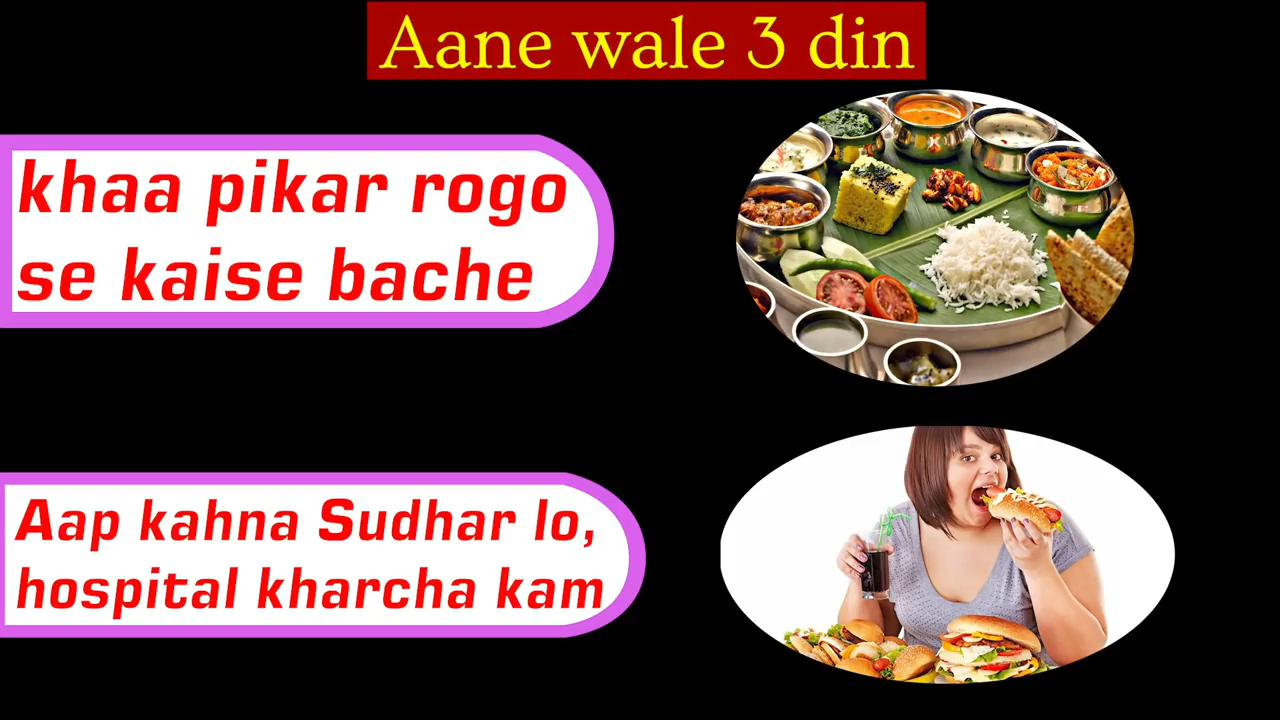 Aane wale 3 din
khaa pikar rogo
se kaise bache
Aap kahna Sudhar lo,
hospital kharcha kam